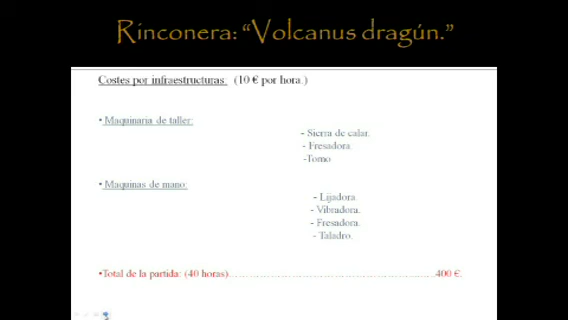 Rinconera: “Volcanus dragún.”
Costes por infraestructuras: (10 € por hora.)
• Maquinaria de taller:
- Sierra de calar.
- Fresadora
-Torno
• Maquinas de mano:
- Lijadora.
- Vibradora.
- Fresadora.
- Taladro.
•Total de la partida: (40 horas)..................................................400 €.